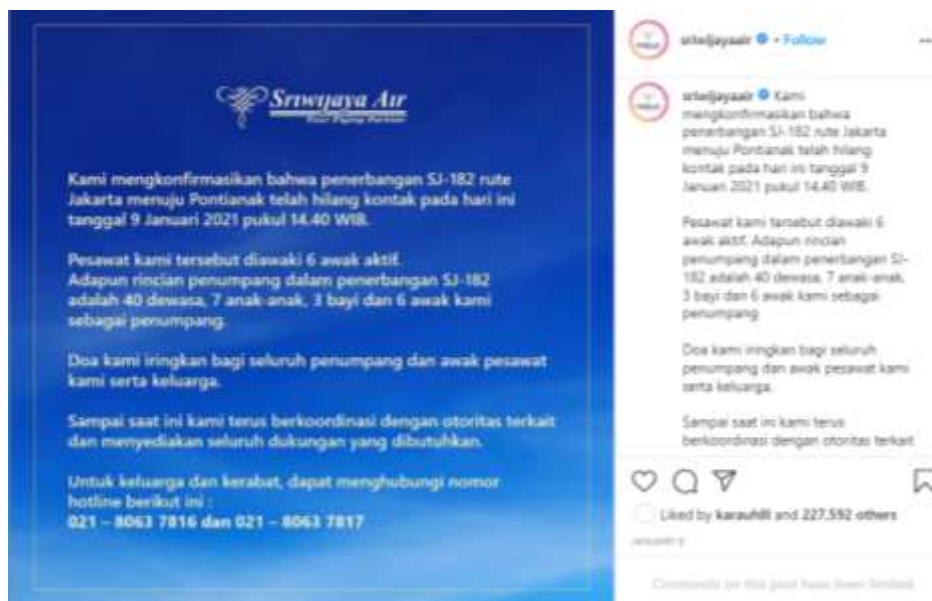 Sriwijaya Air
Your Flying Partner
Kami mengkonfirmasikan bahwa penerbangan SJ-182 rute
Jakarta menuju Pontianak telah hilang kontak pada hari ini
tanggal 9 Januari 2021 pukul 14.40 WIB.
Pesawat kami tersebut diawaki 6 awak aktif.
Adapun rincian penumpang dalam penerbangan SJ-182
adalah 40 dewasa, 7 anak-anak, 3 bayi dan 6 awak kami
sebagai penumpang.
Doa kami iringkan bagi seluruh penumpang dan awak pesawat
kami serta keluarga.
Sampai saat ini kami terus berkoordinasi dengan otoritas terkait
dan menyediakan seluruh dukungan yang dibutuhkan.
Untuk keluarga dan kerabat, dapat menghubungi nomor
hotline berikut ini :
021 – 8063 7816 dan 021 – 8063 7817
sriwijayaair • Follow
sriwijayaair Kami
mengkonfirmasikan bahwa
penerbangan SJ-182 rute Jakarta
menuju Pontianak telah hilang
kontak pada hari ini tanggal 9
Januari 2021 pukul 14.40 WIB.
Pesawat kami tersebut diawaki 6
awak aktif. Adapun rincian
penumpang dalam penerbangan SJ-
182 adalah 40 dewasa, 7 anak-anak,
3 bayi dan 6 awak kami sebagai
penumpang
Doa kami iringkan bagi seluruh
penumpang dan awak pesawat kami
serta keluarga.
Sampai saat ini kami terus
berkoordinasi dengan otoritas terkait
Liked by karauhlll and 227,592 others
JANUARY 9
Comments on this post have been limited.